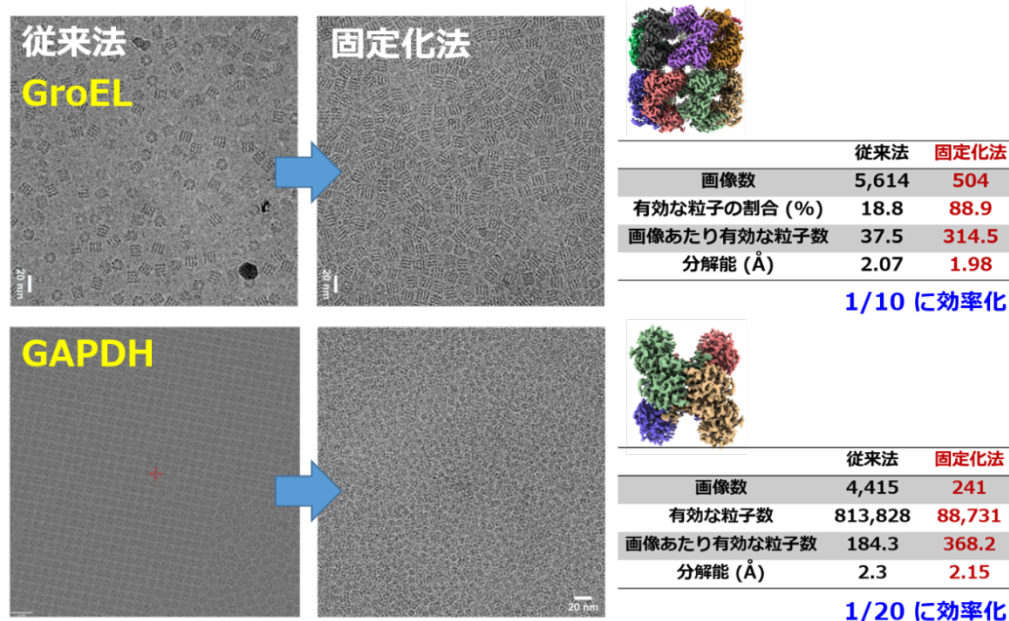 従来法
GroEL
20 nm
固定化法
20 nm
従来法 固定化法
画像数 5,614 504
有効な粒子の割合 (%) 18.8 88.9
画像あたり有効な粒子数 37.5 314.5
分解能 (Å) 2.07 1.98
1/10 に効率化
GAPDH
20 nm
従来法 固定化法
画像数 4,415 241
有効な粒子数 813,828 88,731
画像あたり有効な粒子数 184.3 368.2
分解能 (Å) 2.3 2.15
1/20 に効率化